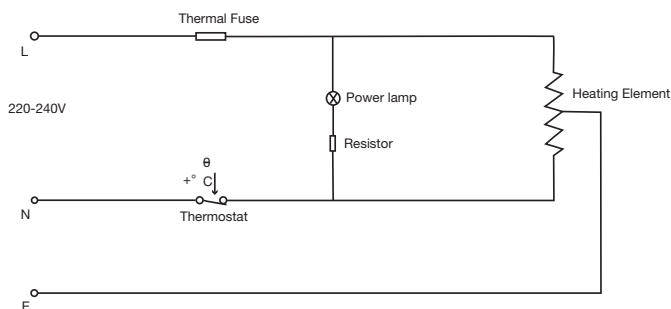 Thermal Fuse
L
Power lamp
Heating Element
220-240V
Resistor
θ
+° C
Thermostat
N
E